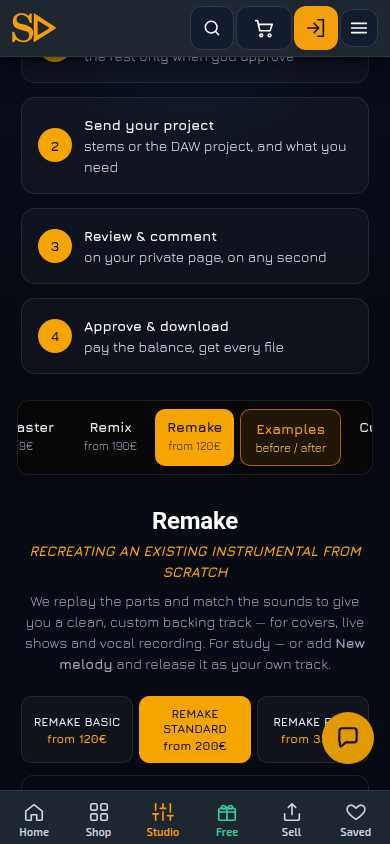 the rest only when you approve
2
Send your project
stems or the DAW project, and what you
need
3
Review & comment
on your private page, on any second
4
Approve & download
pay the balance, get every file
Remix
from 190€
Remake
from 120€
Examples
before / after
Remake
RECREATING AN EXISTING INSTRUMENTAL FROM
SCRATCH
We replay the parts and match the sounds to give
you a clean, custom backing track — for covers, live
shows and vocal recording. For study — or add New
melody and release it as your own track.
REMAKE BASIC
from 120€
REMAKE
STANDARD
from 200€
REMAKE
from
Home
Shop
Studio
Free
Sell
Saved